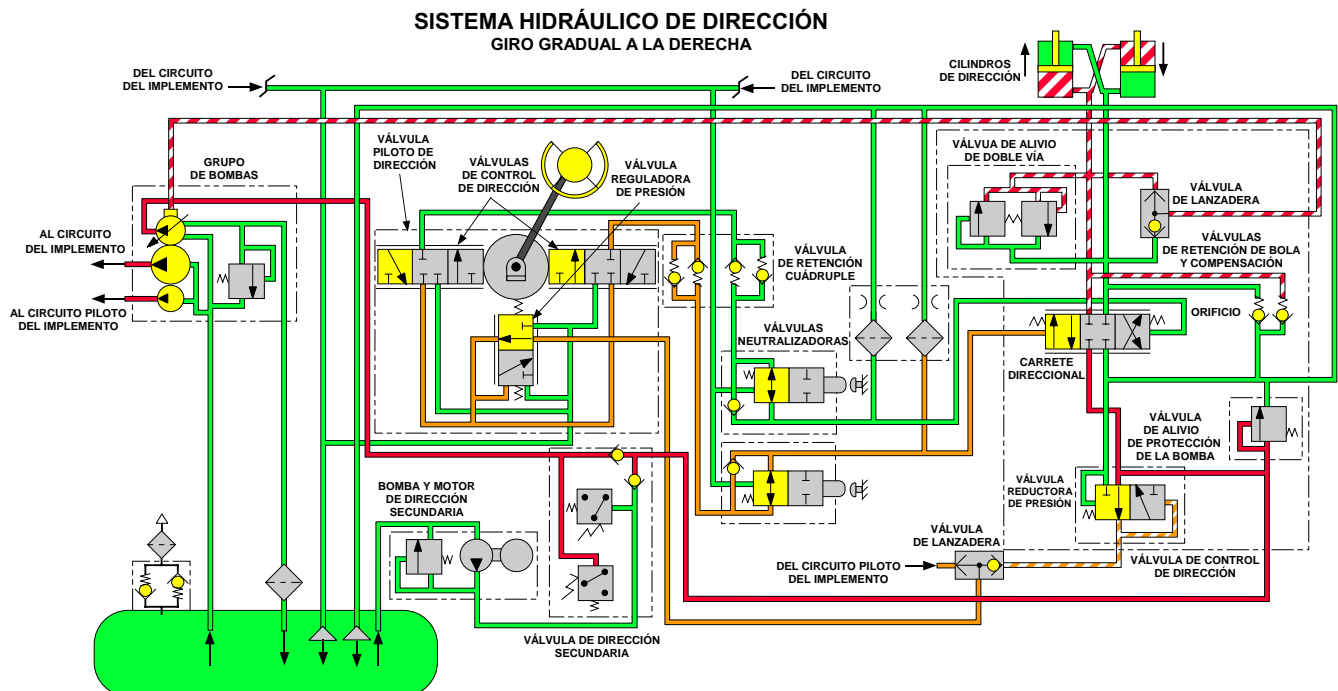 SISTEMA HIDRÁULICO DE DIRECCIÓN
GIRO GRADUAL A LA DERECHA
DEL CIRCUITO
DEL IMPLEMENTO
DEL CIRCUITO
DEL IMPLEMENTO
CILINDROS
DE DIRECCIÓN
GRUPO
DE BOMBAS
VÁLVULA
PILOTO DE
DIRECCIÓN
VÁLVULAS
DE CONTROL
DE DIRECCIÓN
VÁLVULA
REGULADORA
DE PRESIÓN
VÁLVUA DE ALIVIO
DE DOBLE VÍA
VÁLVULA
DE LANZADERA
AL CIRCUITO
DEL IMPLEMENTO
AL CIRCUITO PILOTO
DEL IMPLEMENTO
VÁLVULA
DE RETENCIÓN
CUÁDRUPLE
VÁLVULAS
DE RETENCIÓN DE BOLA
Y COMPENSACIÓN
ORIFICIO
VÁLVULAS
NEUTRALIZADORAS
CARRETE
DIRECCIONAL
VÁLVULA
DE ALIVIO
DE PROTECCIÓN
DE LA BOMBA
VÁLVULA
REDUCTORA
DE PRESIÓN
BOMBA Y MOTOR
DE DIRECCIÓN
SECUNDARIA
VÁLVULA
DE LANZADERA
DEL CIRCUITO PILOTO
DEL IMPLEMENTO
VÁLVULA DE CONTROL
DE DIRECCIÓN
VÁLVULA DE DIRECCIÓN
SECUNDARIA